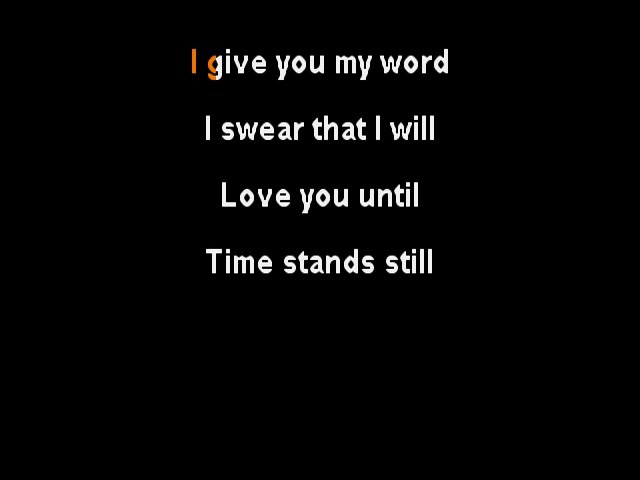 I give you my word
I swear that I will
Love you until
Time stands still